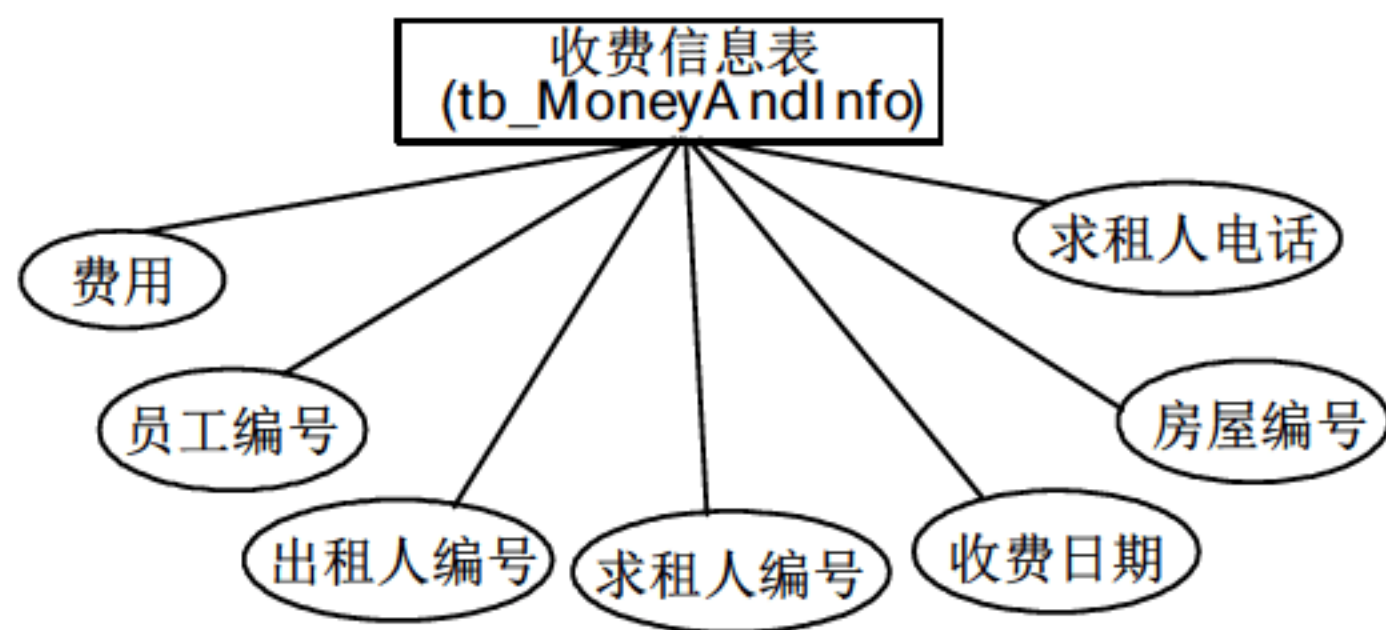 收费信息表
(tb_MoneyAndInfo)
费用
员工编号
出租人编号
求租人编号
收费日期
房屋编号
求租人电话